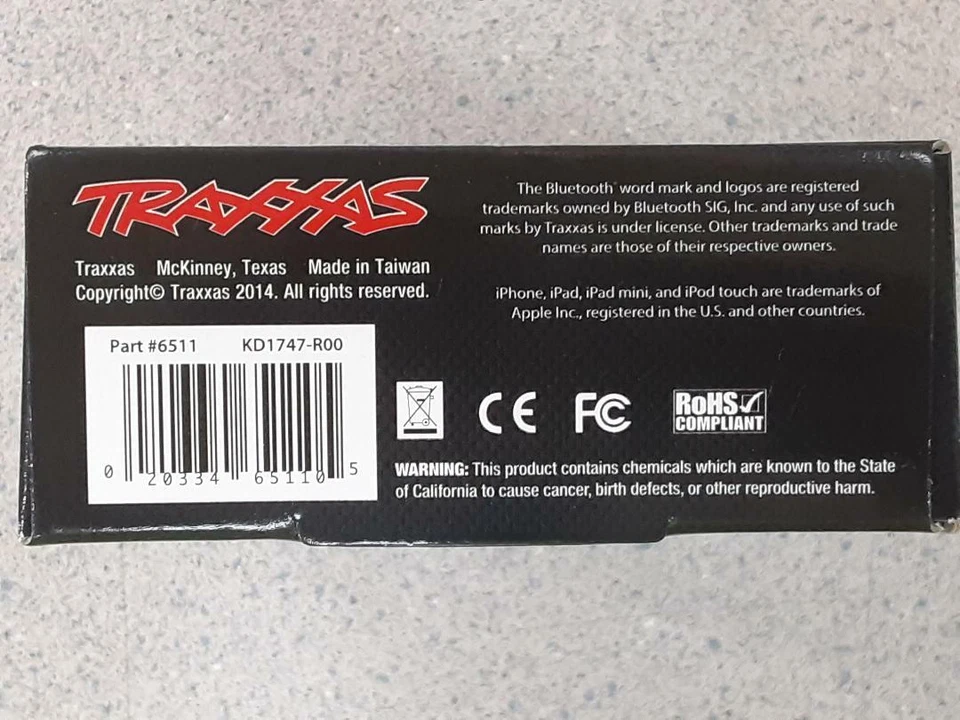 TRAXXAS
Traxxas McKinney, Texas Made in Taiwan
Copyright© Traxxas 2014. All rights reserved.
Part #6511 KD1747-R00
0 20334 65110 5
The Bluetooth® word mark and logos are registered
trademarks owned by Bluetooth SIG, Inc. and any use of such
marks by Traxxas is under license. Other trademarks and trade
names are those of their respective owners.
iPhone, iPad, iPad mini, and iPod touch are trademarks of
Apple Inc., registered in the U.S. and other countries.
CE FC RoHS
COMPLIANT
WARNING: This product contains chemicals which are known to the State
of California to cause cancer, birth defects, or other reproductive harm.